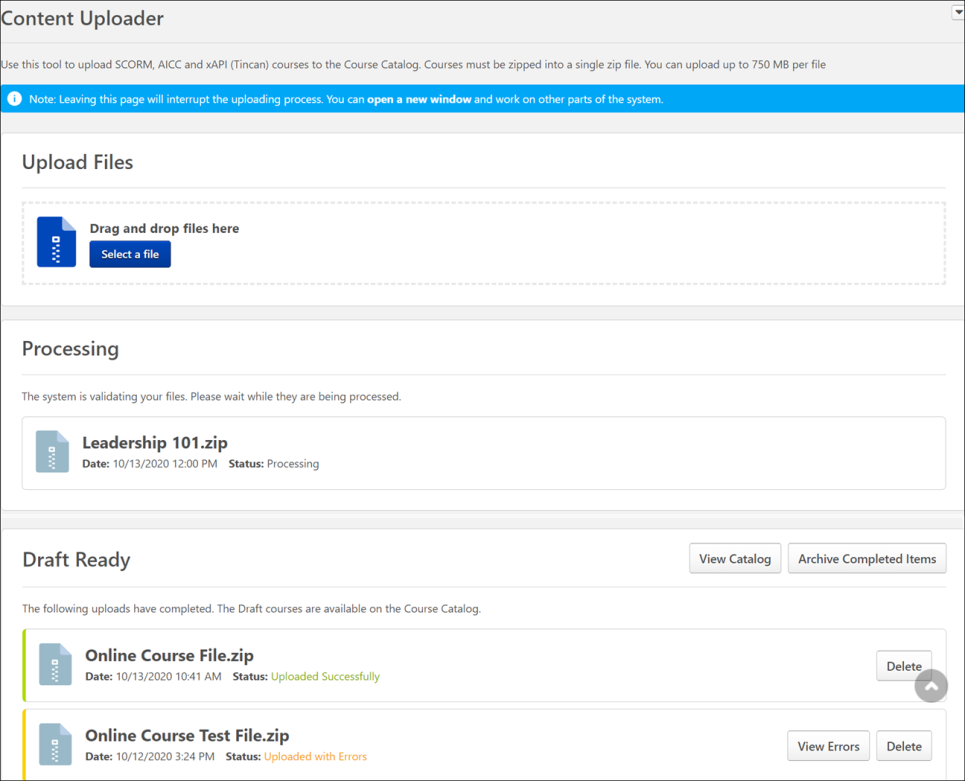 Content Uploader
Use this tool to upload SCORM, AICC and xAPI (Tincan) courses to the Course Catalog. Courses must be zipped into a single zip file. You can upload up to 750 MB per file
Note: Leaving this page will interrupt the uploading process. You can open a new window and work on other parts of the system.
Upload Files
Drag and drop files here
Select a file
Processing
The system is validating your files. Please wait while they are being processed.
Leadership 101.zip
Date: 10/13/2020 12:00 PM Status: Processing
Draft Ready
View Catalog
Archive Completed Items
The following uploads have completed. The Draft courses are available on the Course Catalog.
Online Course File.zip
Date: 10/13/2020 10:41 AM Status: Uploaded Successfully
Delete
Online Course Test File.zip
Date: 10/12/2020 3:24 PM Status: Uploaded with Errors
View Errors
Delete